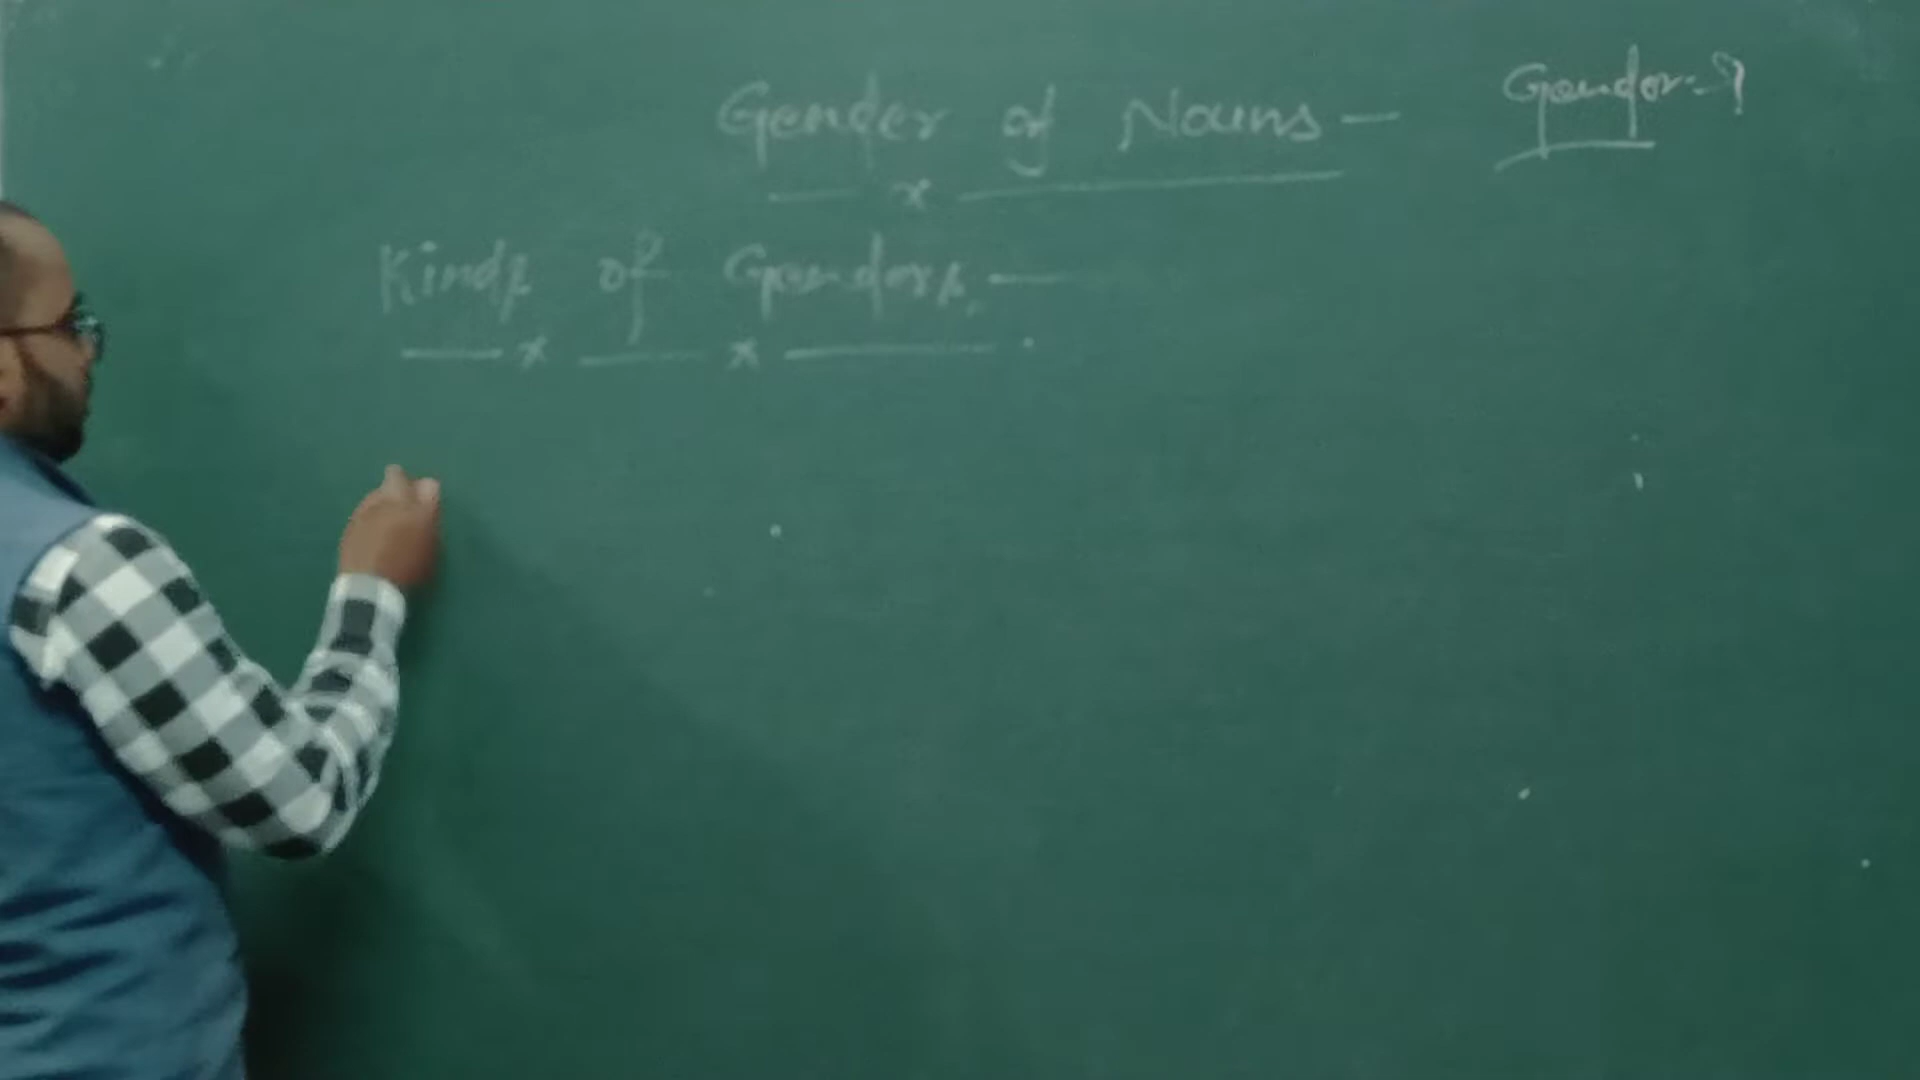 Gender of Nouns —
Gender - ?
Kinds of Genders —